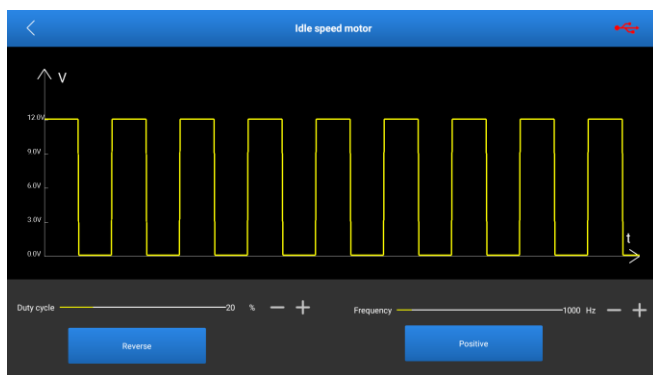 Idle speed motor
V
12.0V
9.0V
6.0V
3.0V
0.0V
t
Duty cycle 20 % — +
Frequency 1000 Hz — +
Reverse
Positive